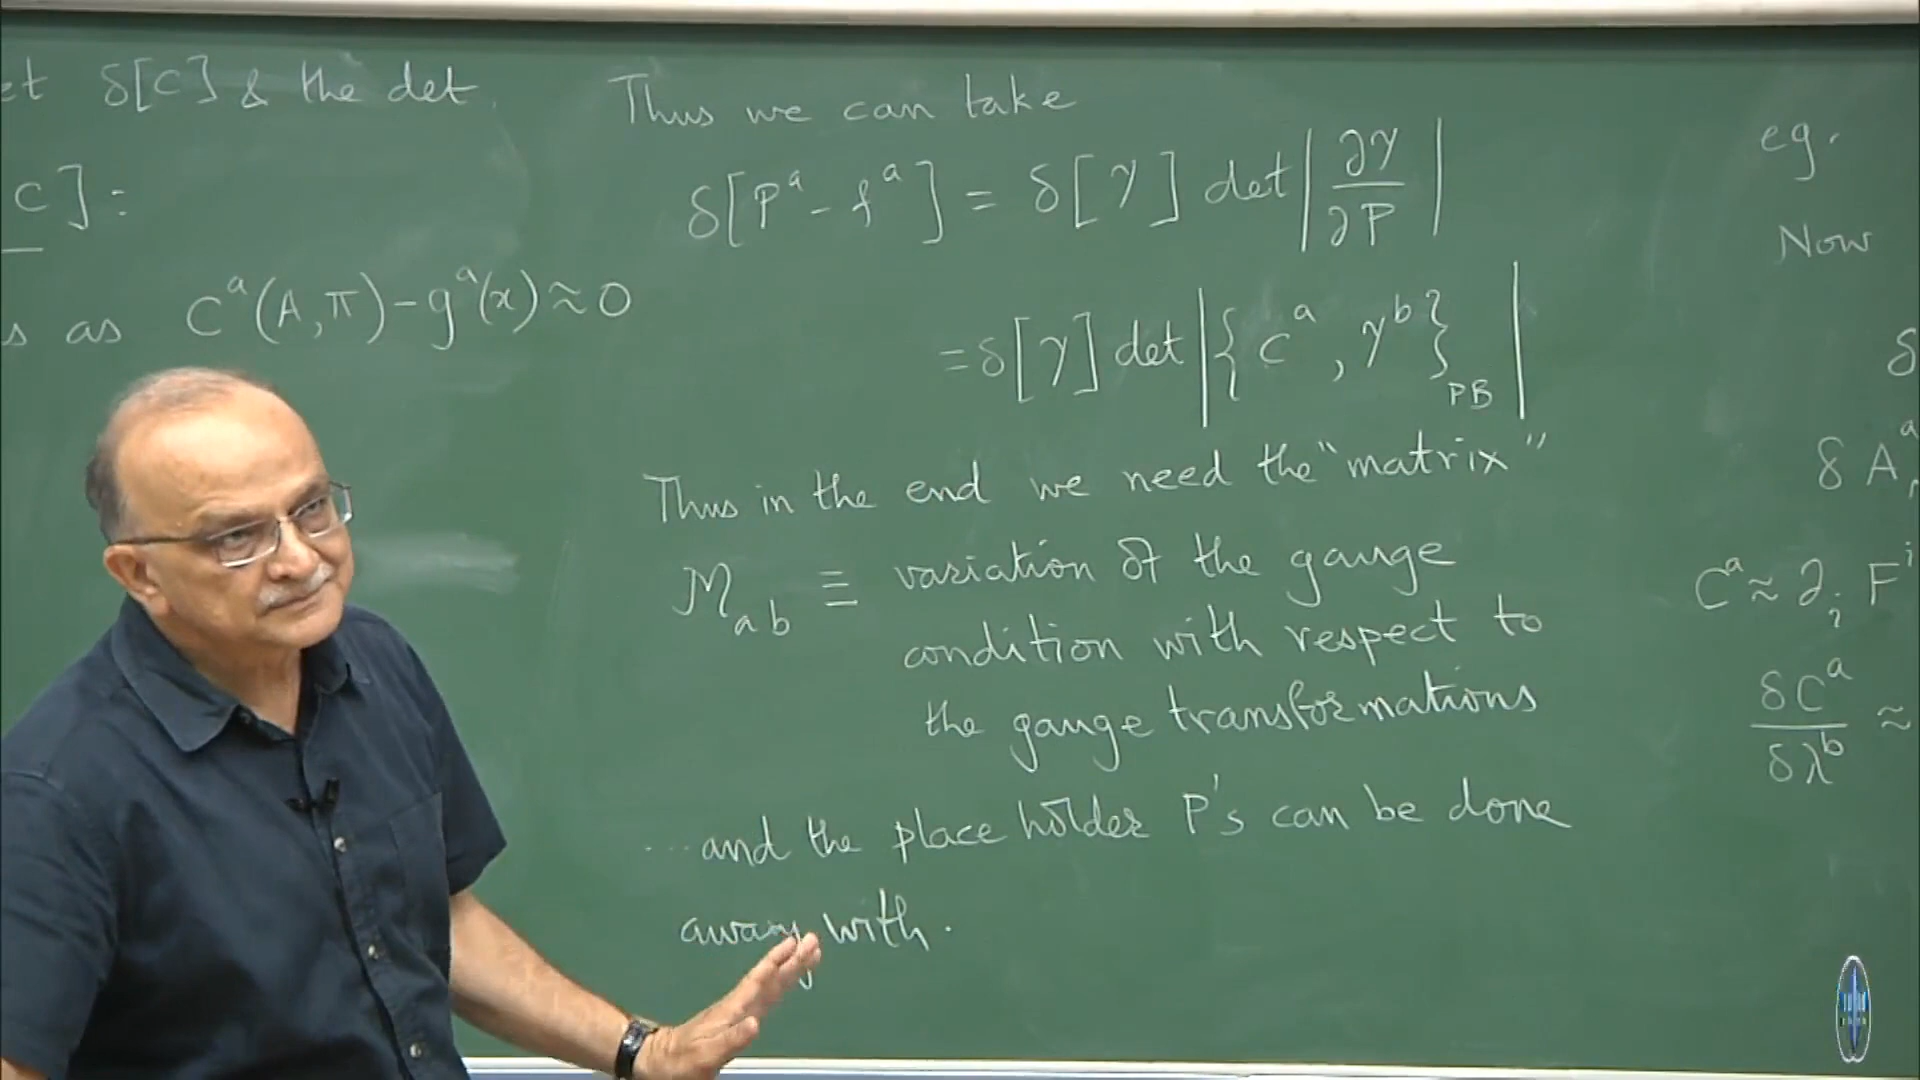 et δ[C] & the det
C]:
s as C^a(A, π) - g^a(x) ≈ 0
Thus we can take
δ[P^a - f^a] = δ[γ] det|∂γ/∂P|
= δ[γ] det|{C^a, γ^b}_PB|
Thus in the end we need the "matrix"
M_ab ≡ variation of the gauge
condition with respect to
the gauge transformations
... and the place holder P's can be done
away with.
eg.
Now
δ
δA^a
C^a ≈ ∂_i F^i
δC^a/δλ^b ≈